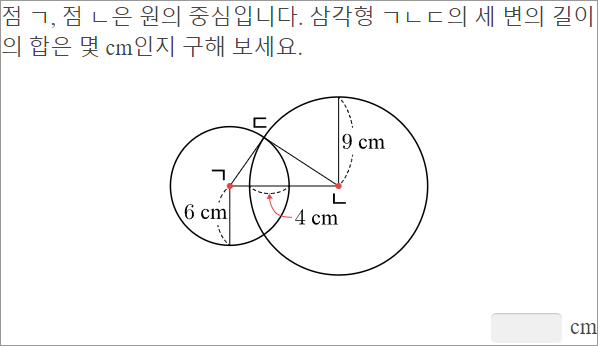 점 ㄱ, 점 ㄴ은 원의 중심입니다. 삼각형 ㄱㄴㄷ의 세 변의 길이
의 합은 몇 cm인지 구해 보세요.
ㄷ
9 cm
ㄱ
ㄴ
6 cm
4 cm
cm